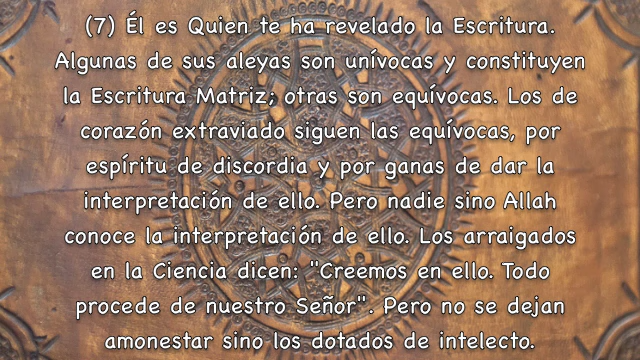 (7) Él es Quien te ha revelado la Escritura.
Algunas de sus aleyas son unívocas y constituyen
la Escritura Matriz; otras son equívocas. Los de
corazón extraviado siguen las equívocas, por
espíritu de discordia y por ganas de dar la
interpretación de ello. Pero nadie sino Allah
conoce la interpretación de ello. Los arraigados
en la Ciencia dicen: "Creemos en ello. Todo
procede de nuestro Señor". Pero no se dejan
amonestar sino los dotados de intelecto.